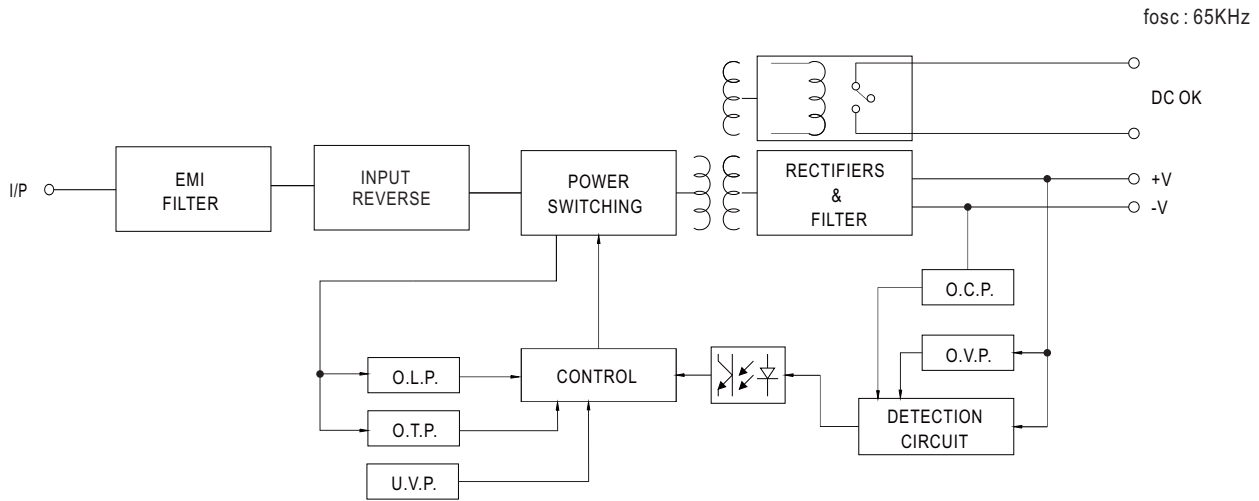 fosc : 65KHz
DC OK
I/P
EMI
FILTER
INPUT
REVERSE
POWER
SWITCHING
RECTIFIERS
&
FILTER
+V
-V
O.C.P.
O.V.P.
O.L.P.
CONTROL
O.T.P.
DETECTION
CIRCUIT
U.V.P.